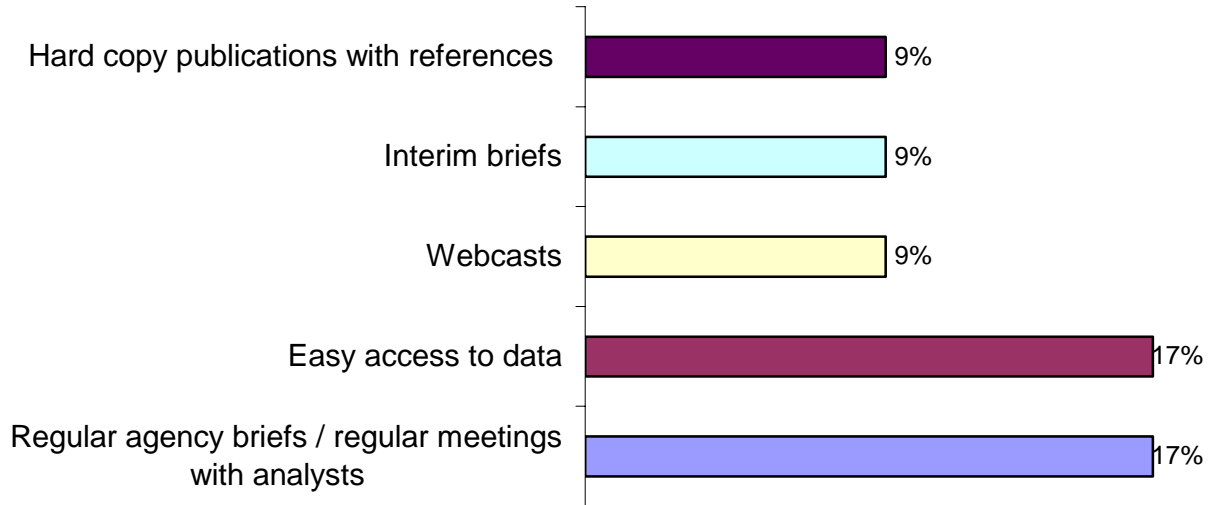 Hard copy publications with references
9%
Interim briefs
9%
Webcasts
9%
Easy access to data
17%
Regular agency briefs / regular meetings
with analysts
17%